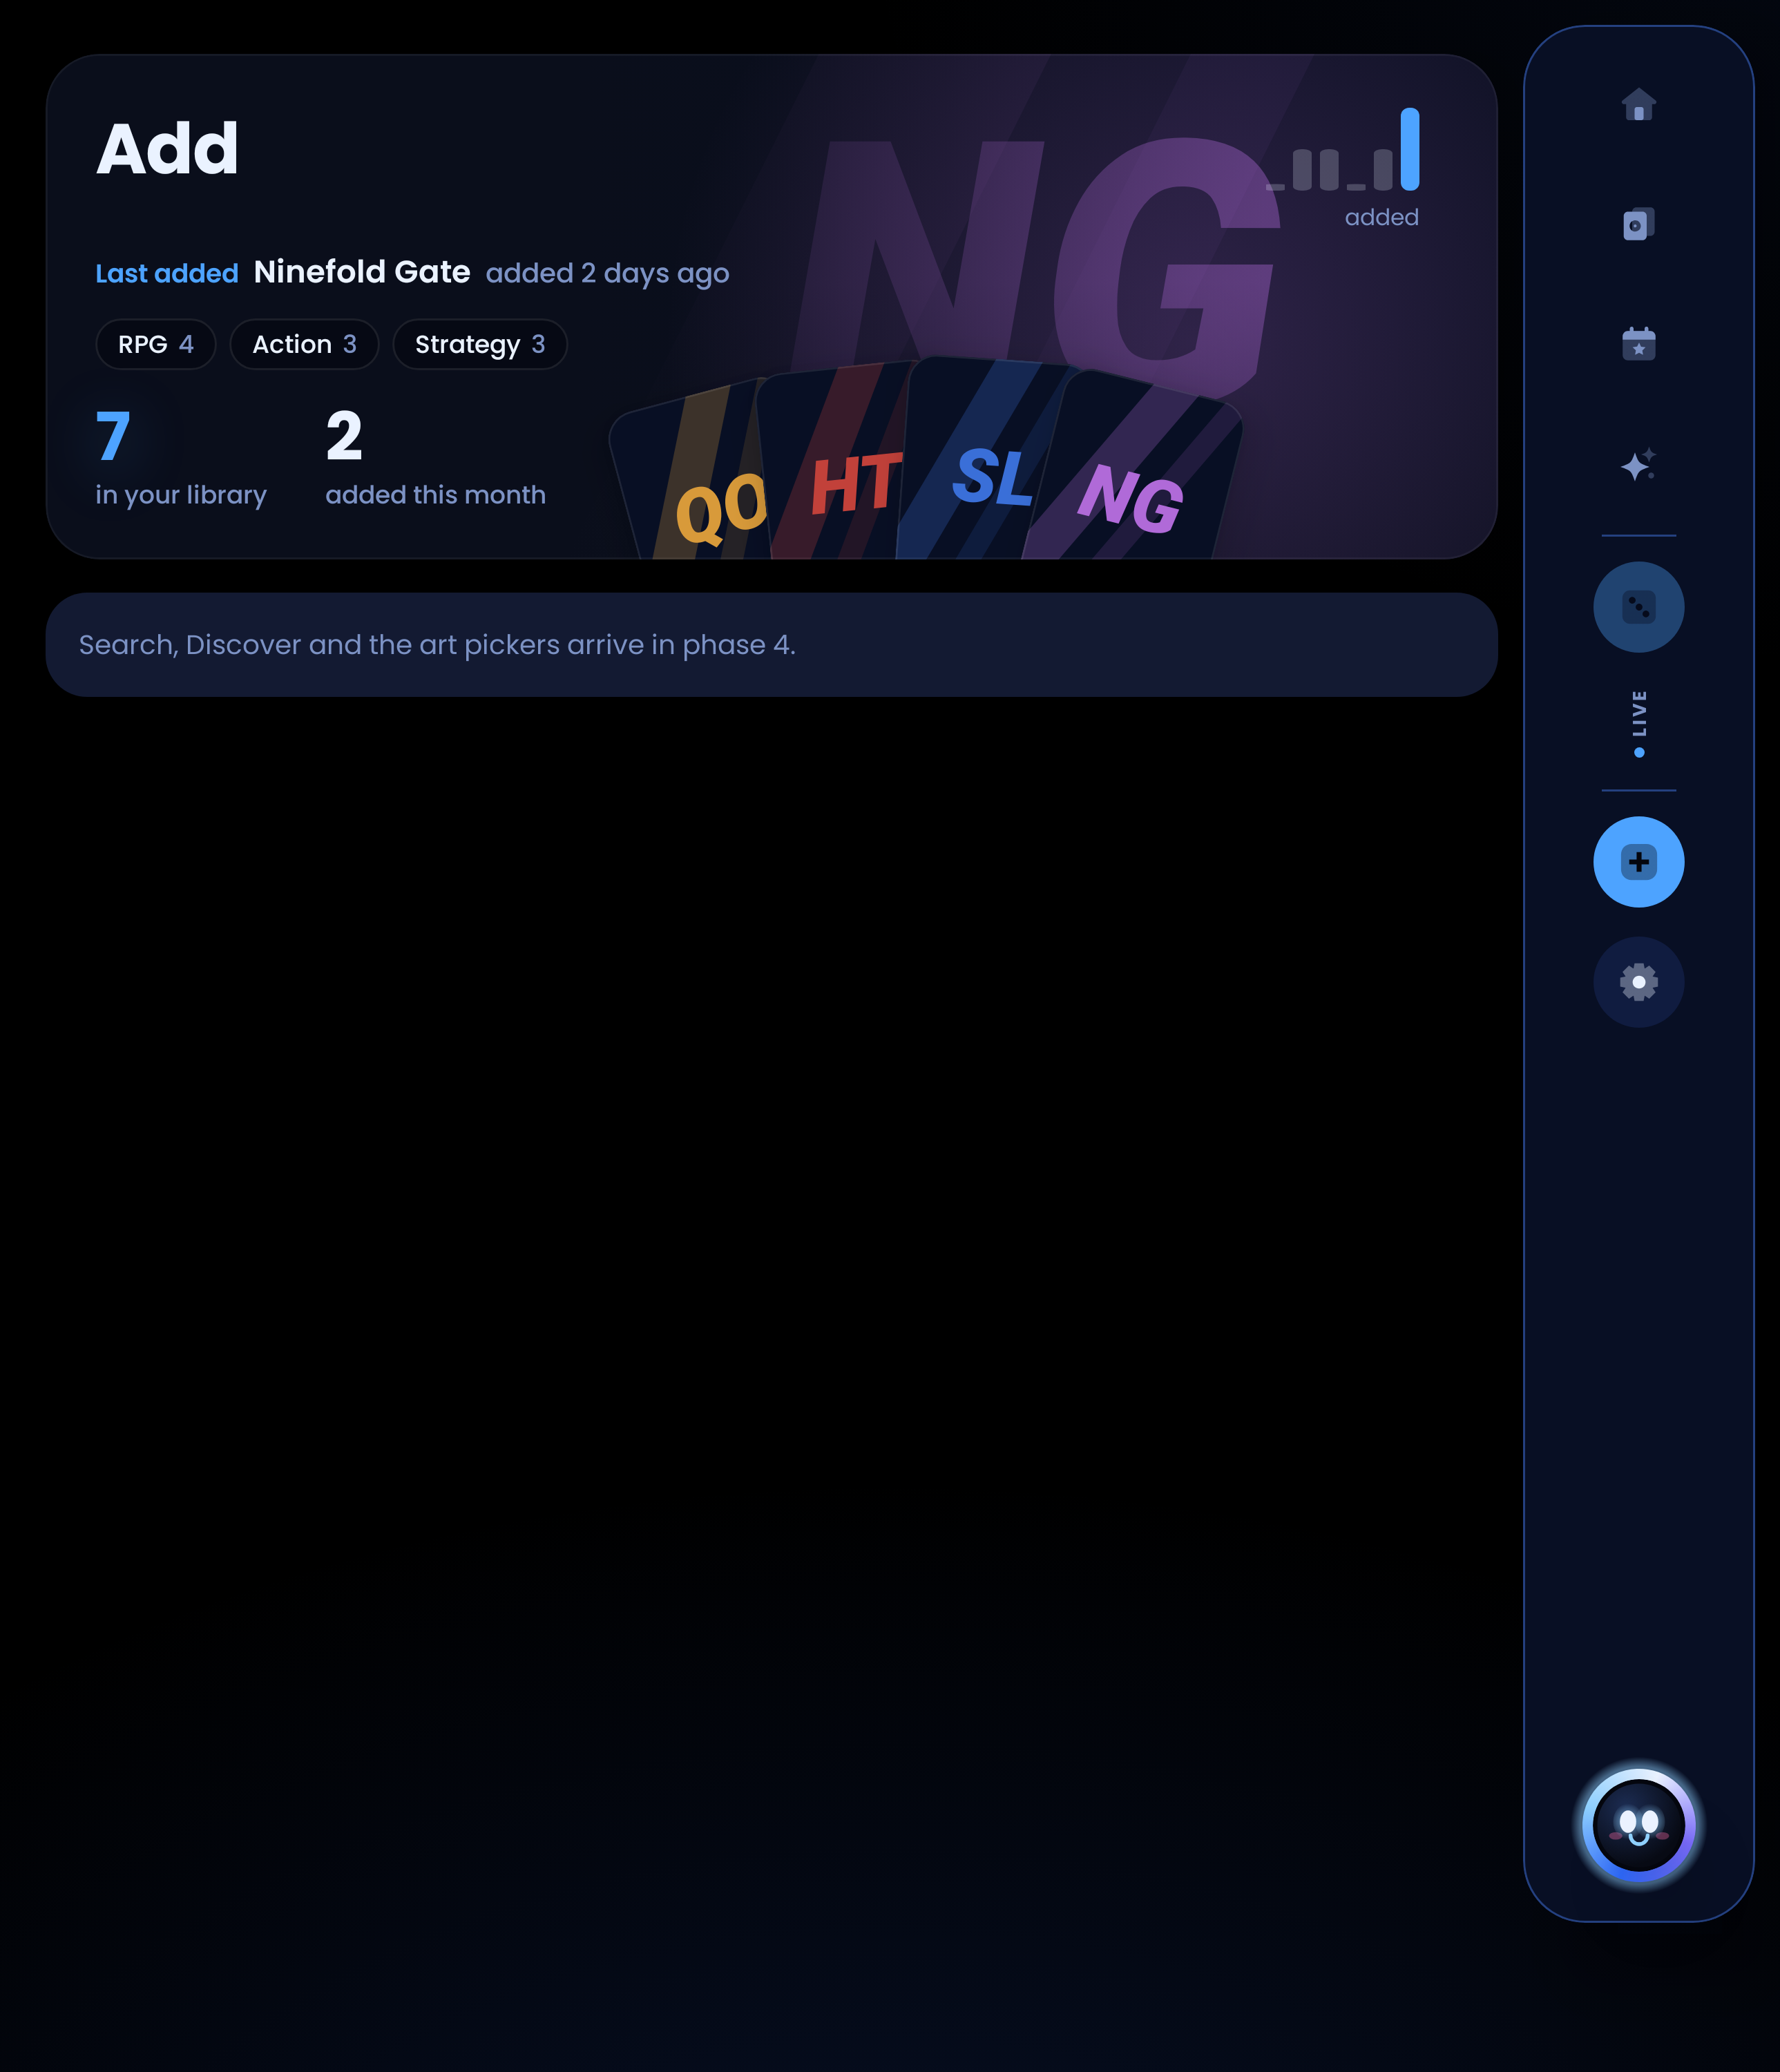 Add
NG
added
Last added Ninefold Gate added 2 days ago
RPG 4 Action 3 Strategy 3
7 2
in your library added this month
QO HT SL NG
Search, Discover and the art pickers arrive in phase 4.
LIVE